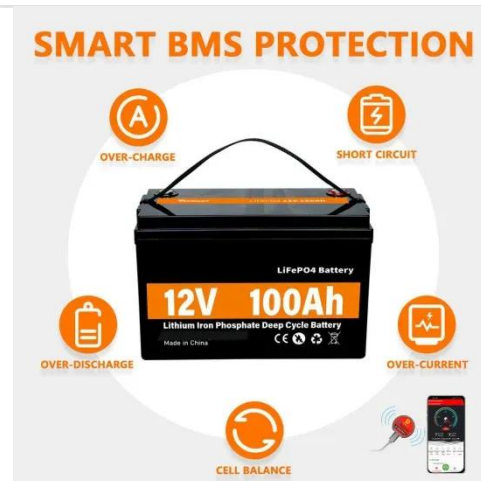 SMART BMS PROTECTION
A
OVER-CHARGE
SHORT CIRCUIT
LiFePO4 Battery
12V 100Ah
Lithium Iron Phosphate Deep Cycle Battery
Made in China
CE
OVER-DISCHARGE
OVER-CURRENT
CELL BALANCE